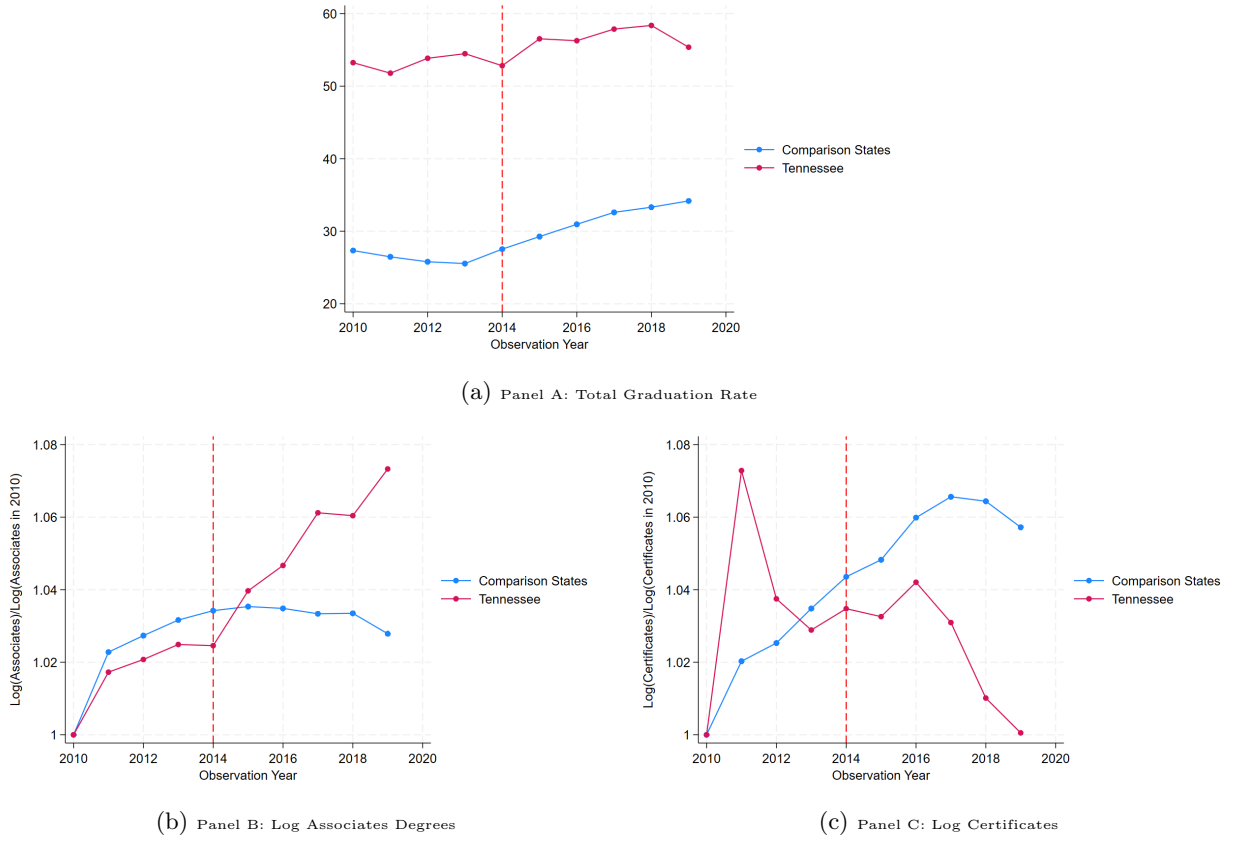 60
50
40
30
20
2010 2012 2014 2016 2018 2020
Observation Year
Comparison States
Tennessee
(a) Panel A: Total Graduation Rate
Log(Associates)/Log(Associates in 2010)
1.08
1.06
1.04
1.02
1
2010 2012 2014 2016 2018 2020
Observation Year
Comparison States
Tennessee
(b) Panel B: Log Associates Degrees
Log(Certificates)/Log(Certificates in 2010)
1.08
1.06
1.04
1.02
1
2010 2012 2014 2016 2018 2020
Observation Year
Comparison States
Tennessee
(c) Panel C: Log Certificates